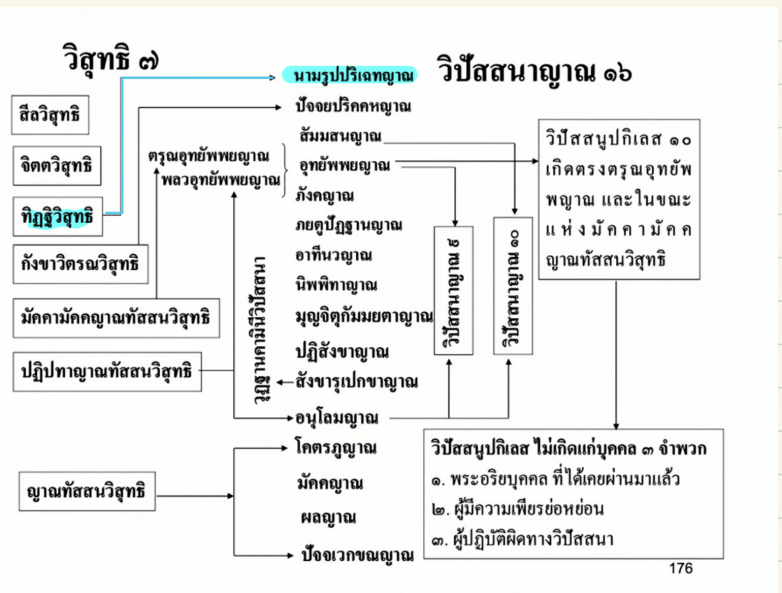 วิสุทธิ ๗
วิปัสสนาญาณ ๑๖
สีลวิสุทธิ
จิตตวิสุทธิ
ทิฏฐิวิสุทธิ
กังขาวิตรณวิสุทธิ
มัคคามัคคญาณทัสสนวิสุทธิ
ปฏิปทาญาณทัสสนวิสุทธิ
ญาณทัสสนวิสุทธิ
ตรุณอุทยัพพยญาณ
พลวอุทยัพพยญาณ
วุฏฐานคามินีวิปัสสนา
นามรูปปริเฉทญาณ
ปัจจยปริคคหญาณ
สัมมสนญาณ
อุทยัพพยญาณ
ภังคญาณ
ภยตูปัฏฐานญาณ
อาทีนวญาณ
นิพพิทาญาณ
มุญจิตุกัมมยตาญาณ
ปฏิสังขาญาณ
สังขารุเปกขาญาณ
อนุโลมญาณ
โคตรภูญาณ
มัคคญาณ
ผลญาณ
ปัจจเวกขณญาณ
วิปัสสนาญาณ ๙
วิปัสสนาญาณ ๑๐
วิปัสสนูปกิเลส ๑๐
เกิดตรงตรุณอุทยัพ
พญาณ และในขณะ
แห่งมัคคามัคค
ญาณทัสสนวิสุทธิ
วิปัสสนูปกิเลส ไม่เกิดแก่บุคคล ๓ จำพวก
๑. พระอริยบุคคล ที่ได้เคยผ่านมาแล้ว
๒. ผู้มีความเพียรย่อหย่อน
๓. ผู้ปฏิบัติผิดทางวิปัสสนา
176